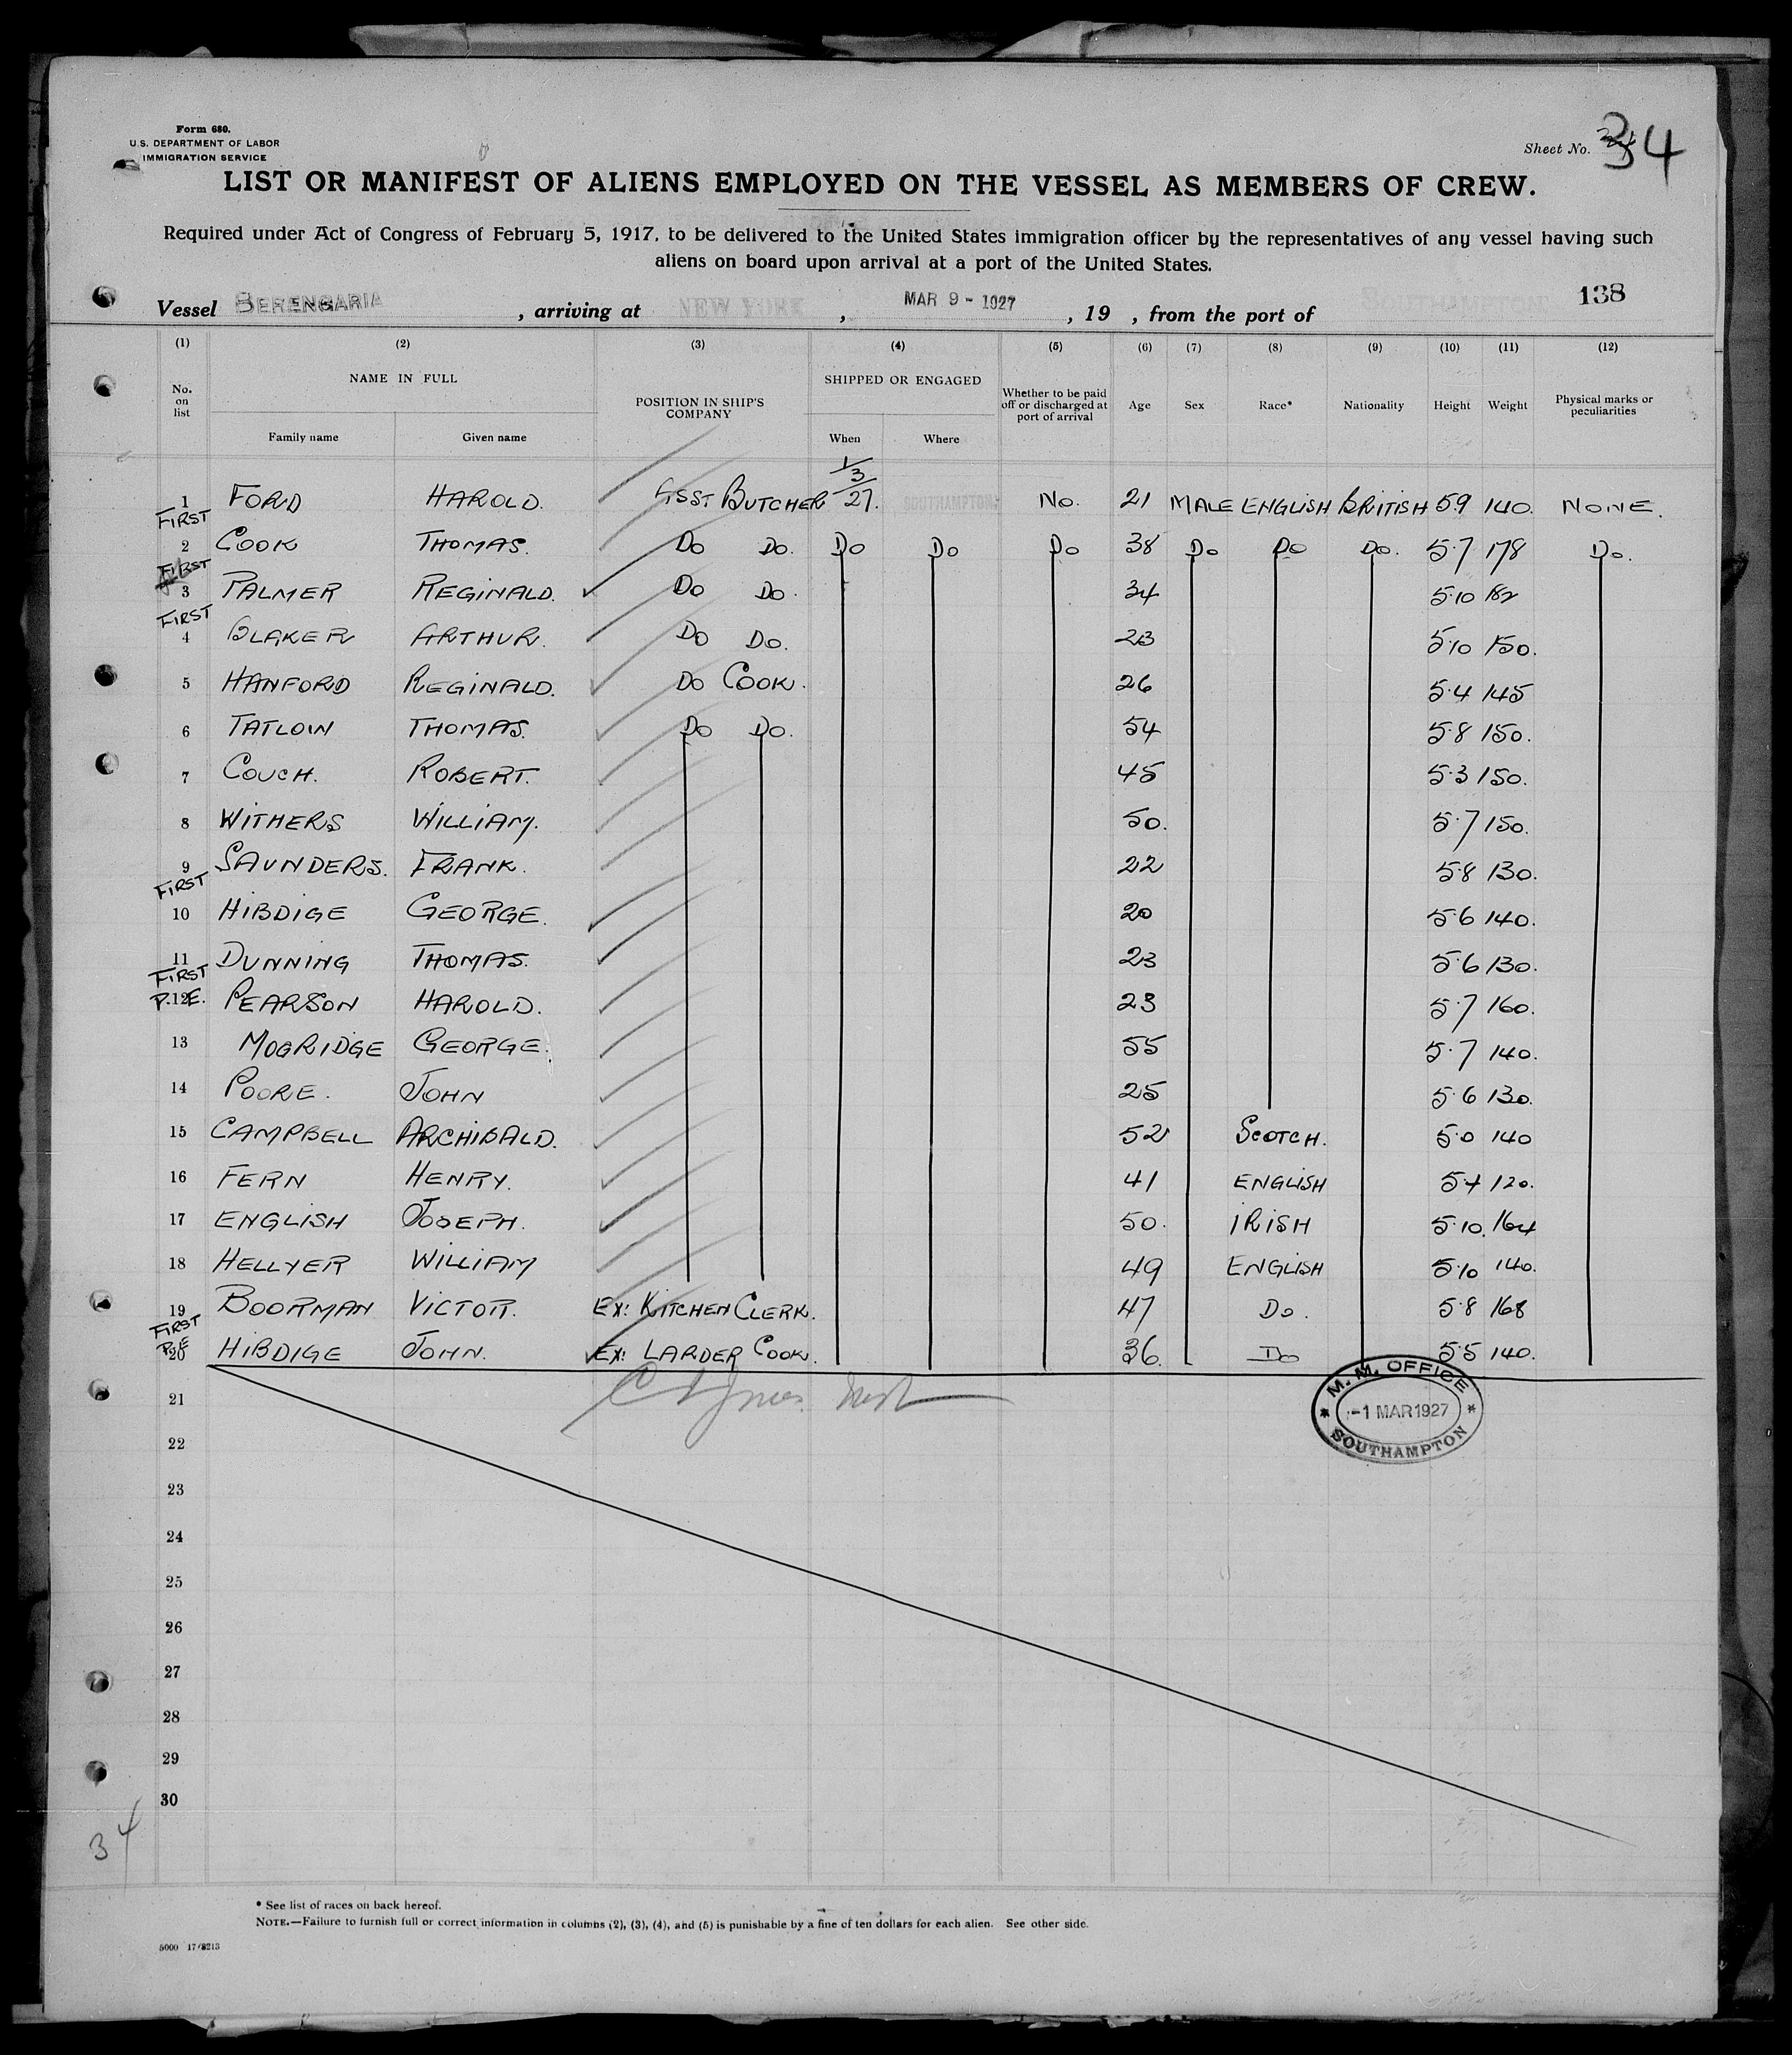 Form 680.
U.S. DEPARTMENT OF LABOR
IMMIGRATION SERVICE
Sheet No. 34
LIST OR MANIFEST OF ALIENS EMPLOYED ON THE VESSEL AS MEMBERS OF CREW.
Required under Act of Congress of February 5, 1917, to be delivered to the United States immigration officer by the representatives of any vessel having such
aliens on board upon arrival at a port of the United States.
138
Vessel BERENGARIA, arriving at NEW YORK, MAR 9 - 1927, 19 , from the port of SOUTHAMPTON
(1) (2) (3) (4) (5) (6) (7) (8) (9) (10) (11) (12)
No. on list NAME IN FULL Family name Given name POSITION IN SHIP'S COMPANY SHIPPED OR ENGAGED When Where Whether to be paid off or discharged at port of arrival Age Sex Race* Nationality Height Weight Physical marks or peculiarities
1 FORD HAROLD. ASST BUTCHER 1/3/27. SOUTHAMPTON No. 21 MALE ENGLISH BRITISH 5.9 140. NONE.
FIRST
2 COOK THOMAS. Do Do. Do Do Do 38 Do Do Do. 5.7 178 Do.
FIRST
3 PALMER REGINALD. Do Do. 34 5.10 182
FIRST
4 BLAKER ARTHUR. Do Do. 23 5.10 150.
5 HANFORD REGINALD. Do COOK. 26 5.4 145
6 TATLOW THOMAS. Do Do. 54 5.8 150.
7 COUCH. ROBERT. 45 5.3 150.
8 WITHERS WILLIAM. 50. 5.7 150.
9 SAUNDERS. FRANK. 22 5.8 130.
FIRST
10 HIBDIGE GEORGE. 20 5.6 140.
11 DUNNING THOMAS. 23 5.6 130.
FIRST
P.E. 12 PEARSON HAROLD. 23 5.7 160.
13 MOGRIDGE GEORGE. 55 5.7 140.
14 POORE. JOHN 25 5.6 130.
15 CAMPBELL ARCHIBALD. 52 SCOTCH. 5.0 140
16 FERN HENRY. 41 ENGLISH 5.4 120.
17 ENGLISH JOSEPH. 50. IRISH 5.10. 164
18 HELLYER WILLIAM 49 ENGLISH 5.10 140.
19 BOORMAN VICTOR. EX: KITCHEN CLERK. 47 Do. 5.8 168
FIRST
P.E
20 HIBDIGE JOHN. EX: LARDER COOK. 36. Do 5.5 140.
M. M. OFFICE
-1 MAR 1927
SOUTHAMPTON
21
22
23
24
25
26
27
28
29
30
34
* See list of races on back hereof.
NOTE.—Failure to furnish full or correct information in columns (2), (3), (4), and (5) is punishable by a fine of ten dollars for each alien. See other side.
5000 17/8213